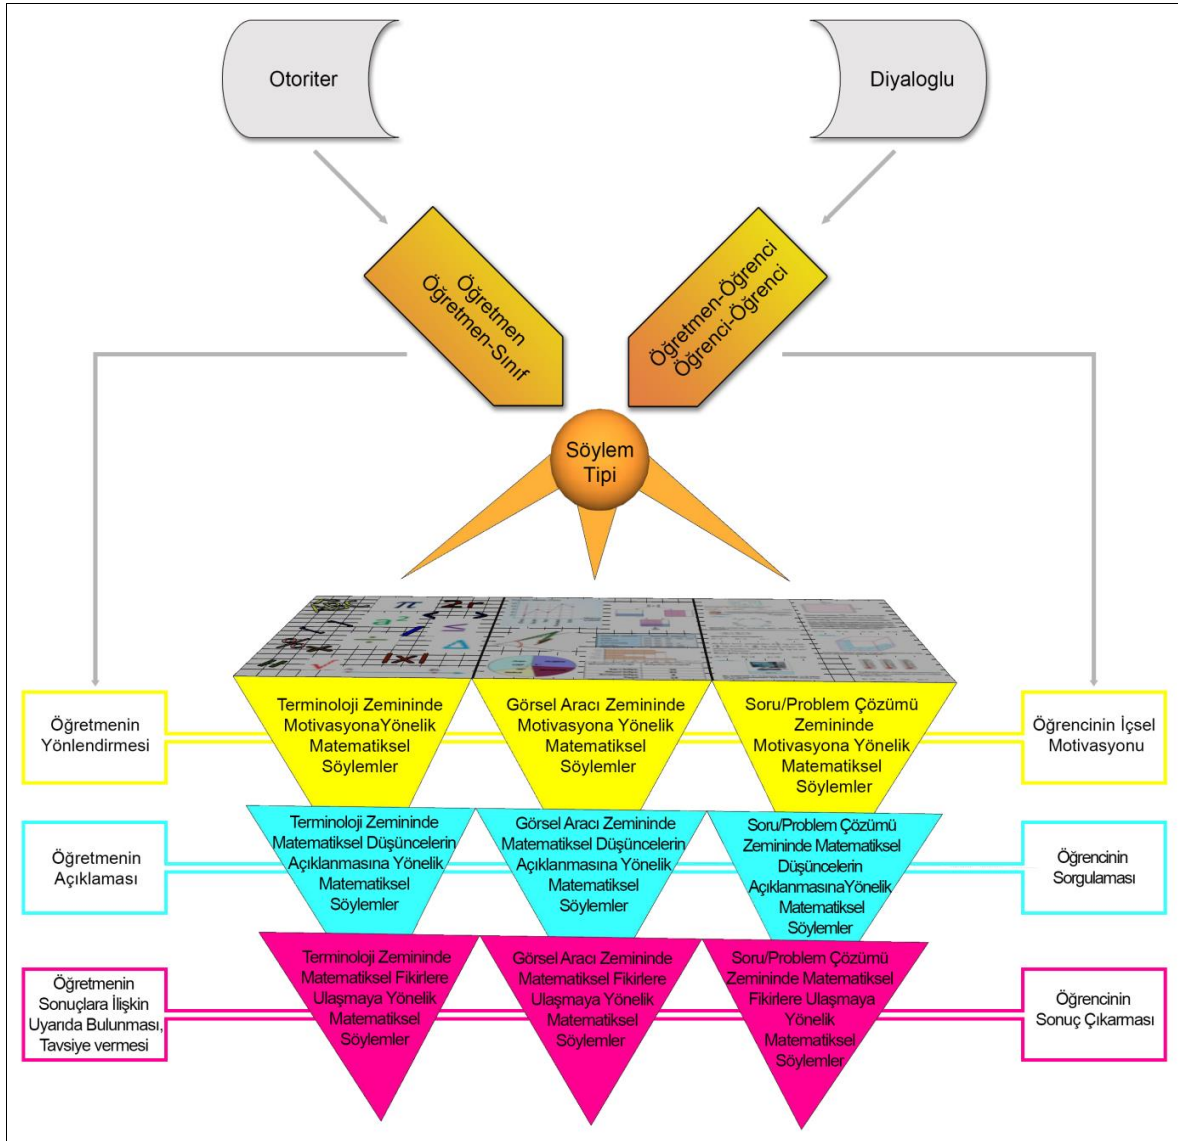 Otoriter
Diyaloglu
Öğretmen
Öğretmen-Sınıf
Öğretmen-Öğrenci
Öğrenci-Öğrenci
Söylem
Tipi
π
2r
a²
< >
≤
Δ
|x|
Öğretmenin
Yönlendirmesi
Terminoloji Zemininde
MotivasyonaYönelik
Matematiksel
Söylemler
Görsel Aracı Zemininde
Motivasyona Yönelik
Matematiksel
Söylemler
Soru/Problem Çözümü
Zemininde
Motivasyona Yönelik
Matematiksel
Söylemler
Öğrencinin İçsel
Motivasyonu
Öğretmenin
Açıklaması
Terminoloji Zemininde
Matematiksel Düşüncelerin
Açıklanmasına Yönelik
Matematiksel
Söylemler
Görsel Aracı Zemininde
Matematiksel Düşüncelerin
Açıklanmasına Yönelik
Matematiksel
Söylemler
Soru/Problem Çözümü
Zemininde Matematiksel
Düşüncelerin
AçıklanmasınaYönelik
Matematiksel
Söylemler
Öğrencinin
Sorgulaması
Öğretmenin
Sonuçlara İlişkin
Uyarıda Bulunması,
Tavsiye vermesi
Terminoloji Zemininde
Matematiksel Fikirlere
Ulaşmaya Yönelik
Matematiksel
Söylemler
Görsel Aracı Zemininde
Matematiksel Fikirlere
Ulaşmaya Yönelik
Matematiksel
Söylemler
Soru/Problem Çözümü
Zemininde Matematiksel
Fikirlere Ulaşmaya
Yönelik
Matematiksel
Söylemler
Öğrencinin
Sonuç Çıkarması